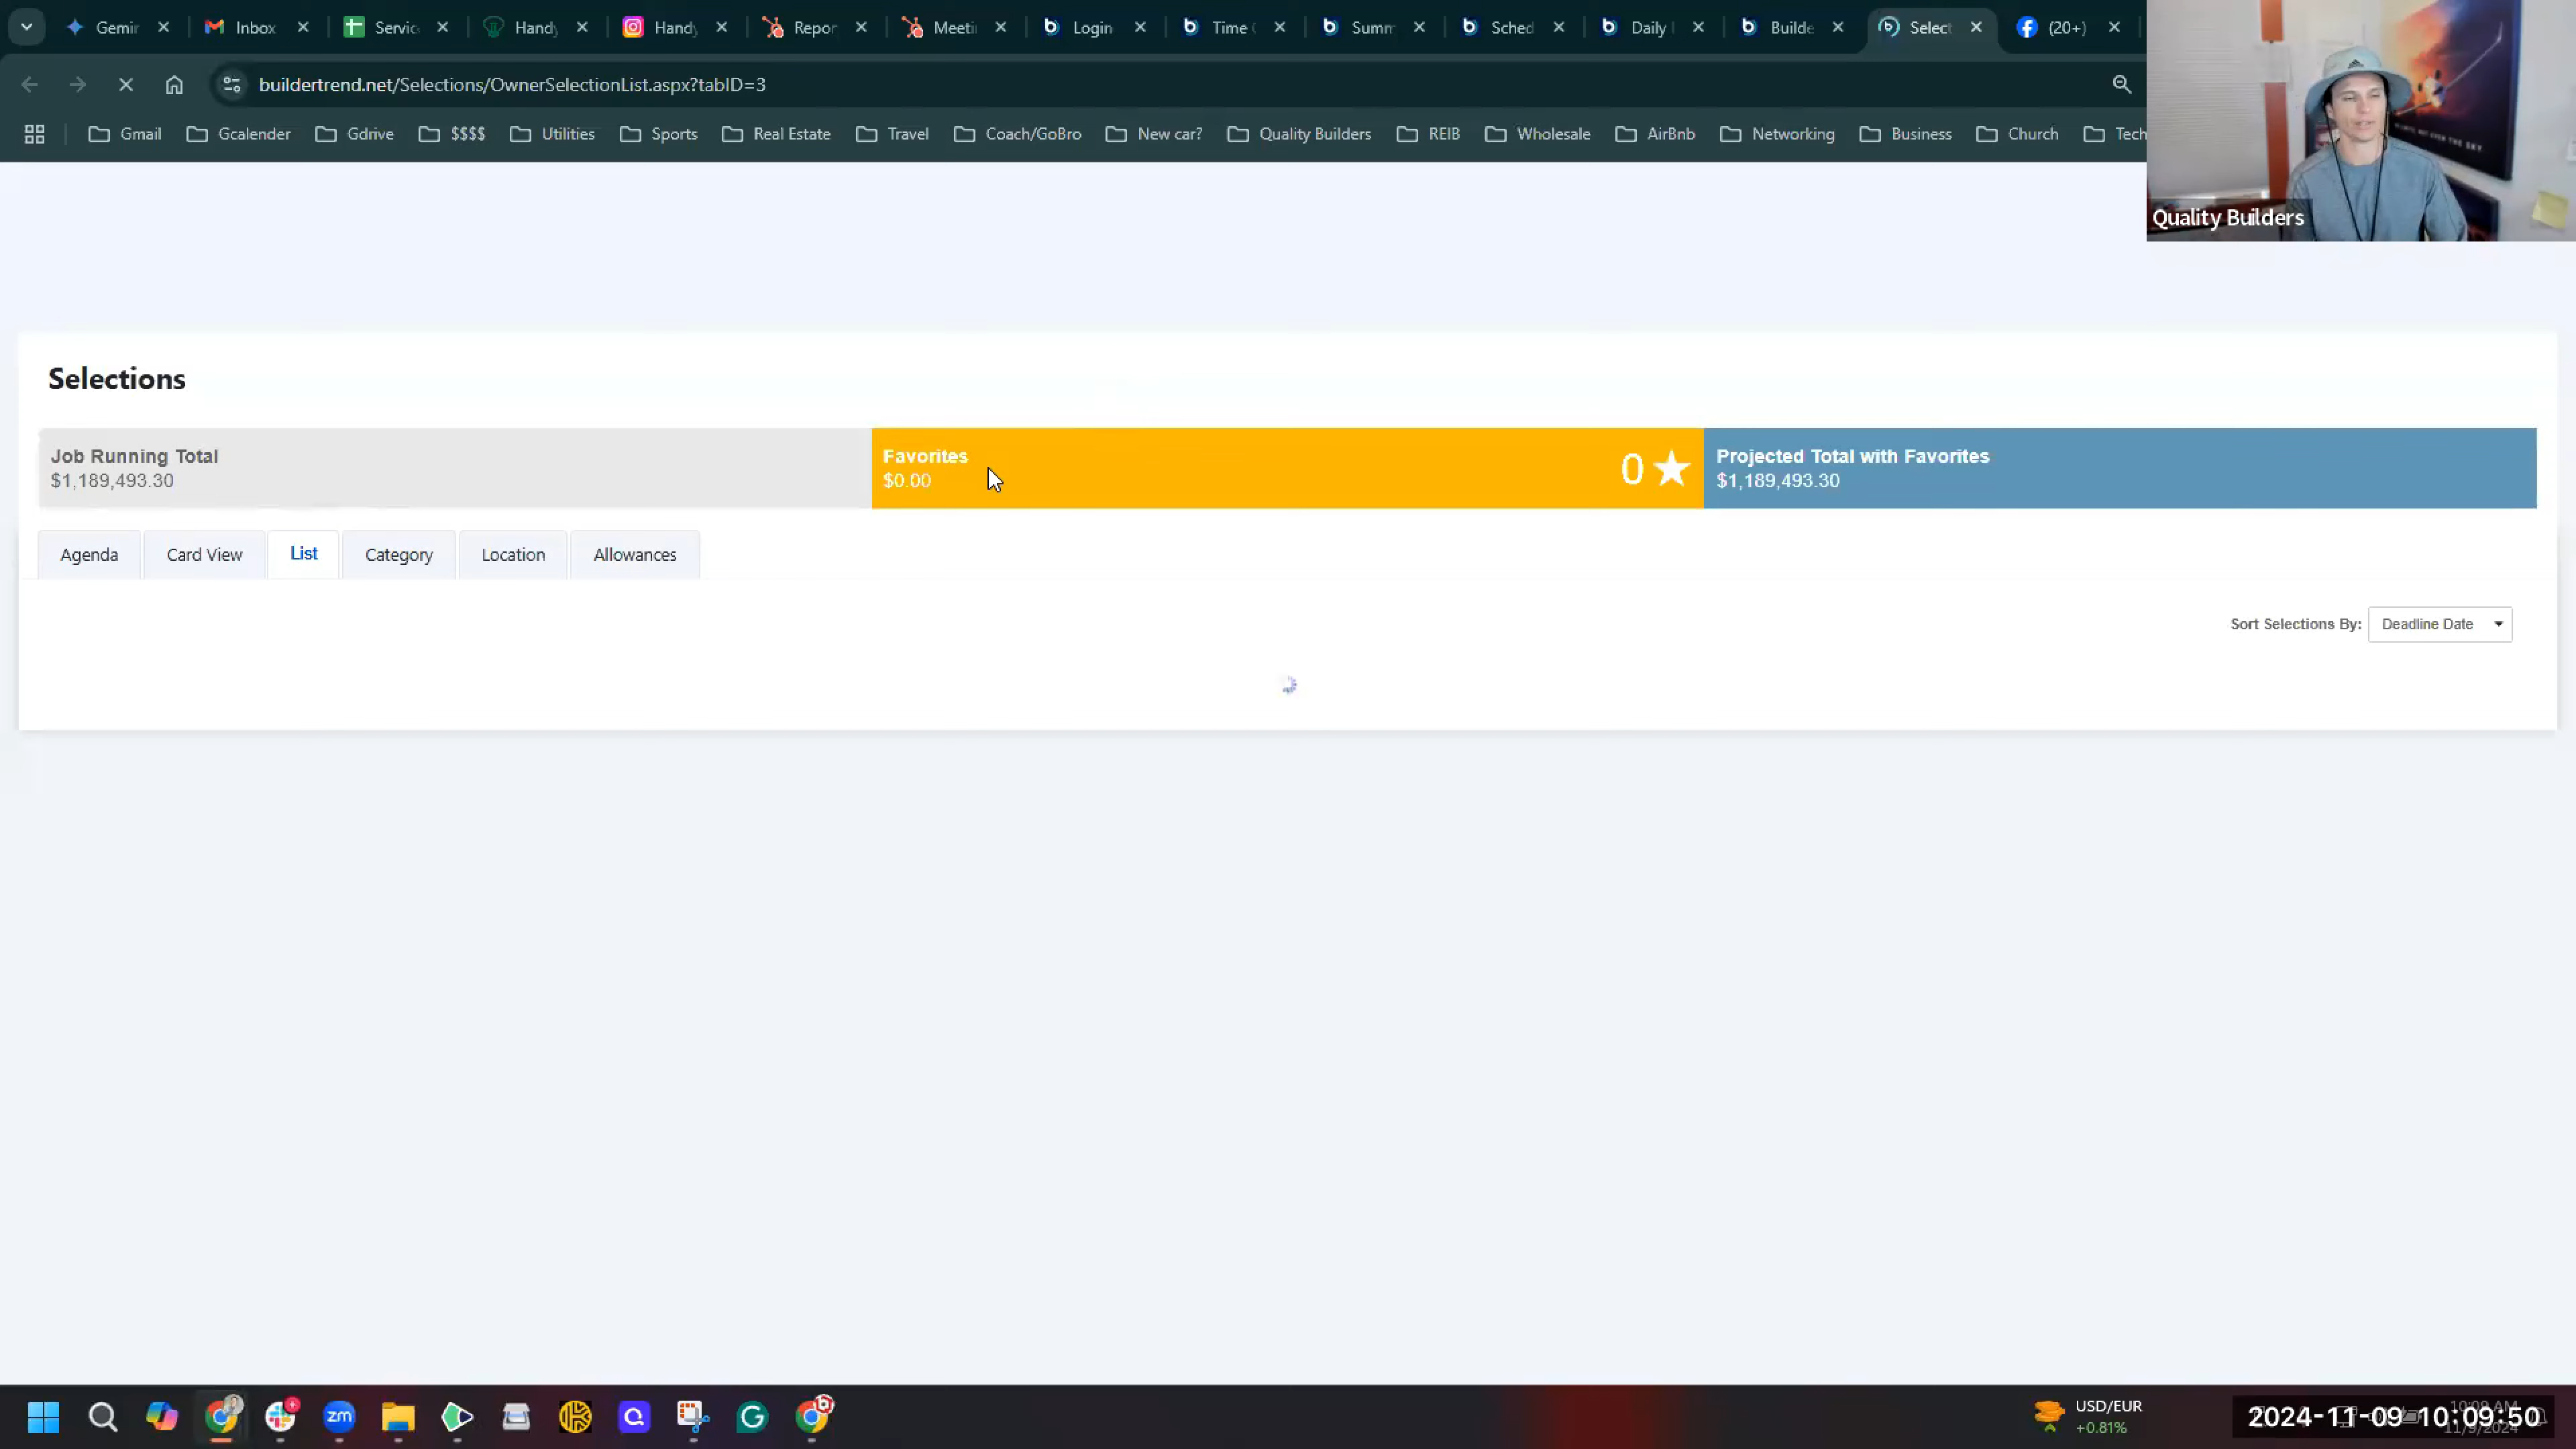 Gemir
Inbox
Servic
Handy
Handy
Repor
Meeti
Login
Time (
Summ
Sched
Daily
Builde
Select
(20+)
buildertrend.net/Selections/OwnerSelectionList.aspx?tabID=3
Gmail
Gcalender
Gdrive
$$$$
Utilities
Sports
Real Estate
Travel
Coach/GoBro
New car?
Quality Builders
REIB
Wholesale
AirBnb
Networking
Business
Church
Tech
Quality Builders
Selections
Job Running Total
$1,189,493.30
Favorites
$0.00
0
Projected Total with Favorites
$1,189,493.30
Agenda
Card View
List
Category
Location
Allowances
Sort Selections By:
Deadline Date
USD/EUR
+0.81%
2024-11-09 10:09:50